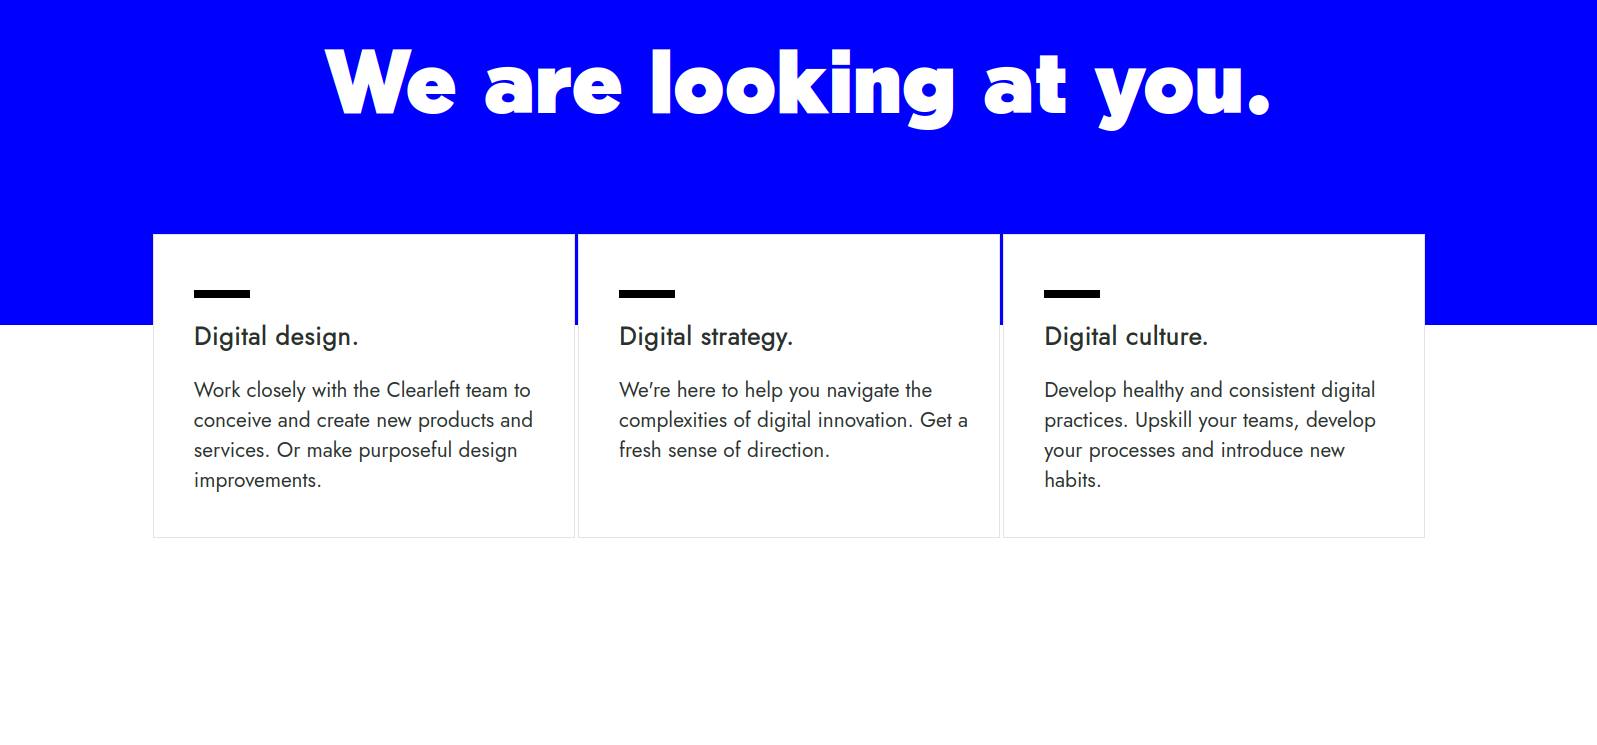 We are looking at you.
Digital design.
Work closely with the Clearleft team to
conceive and create new products and
services. Or make purposeful design
improvements.
Digital strategy.
We're here to help you navigate the
complexities of digital innovation. Get a
fresh sense of direction.
Digital culture.
Develop healthy and consistent digital
practices. Upskill your teams, develop
your processes and introduce new
habits.